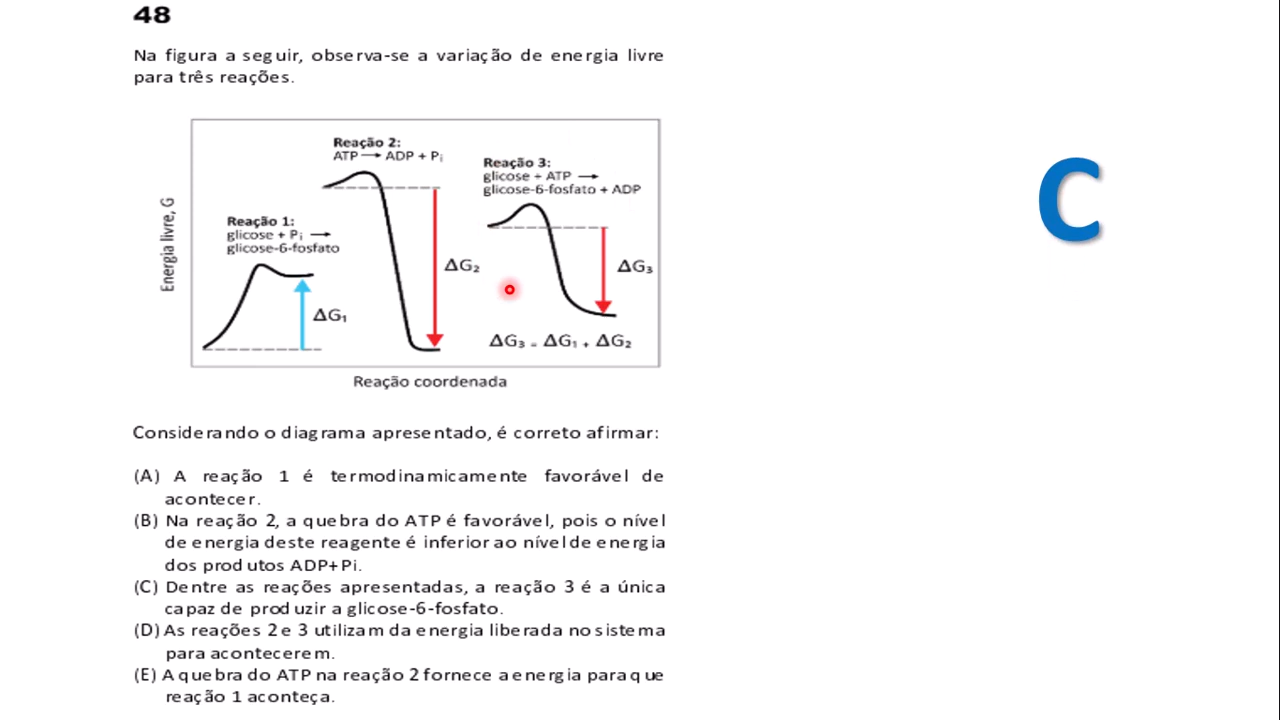 48
Na figura a seguir, observa-se a variação de energia livre
para três reações.
Reação 2:
ATP → ADP + Pi
Reação 3:
glicose + ATP →
glicose-6-fosfato + ADP
Reação 1:
glicose + Pi →
glicose-6-fosfato
Energia livre, G
ΔG₁
ΔG₂
ΔG₃
ΔG₃ = ΔG₁ + ΔG₂
Reação coordenada
C
Considerando o diagrama apresentado, é correto afirmar:
(A) A reação 1 é termodinamicamente favorável de
acontecer.
(B) Na reação 2, a quebra do ATP é favorável, pois o nível
de energia deste reagente é inferior ao nível de energia
dos produtos ADP+Pi.
(C) Dentre as reações apresentadas, a reação 3 é a única
capaz de produzir a glicose-6-fosfato.
(D) As reações 2 e 3 utilizam da energia liberada no sistema
para acontecerem.
(E) A quebra do ATP na reação 2 fornece a energia para que
reação 1 aconteça.